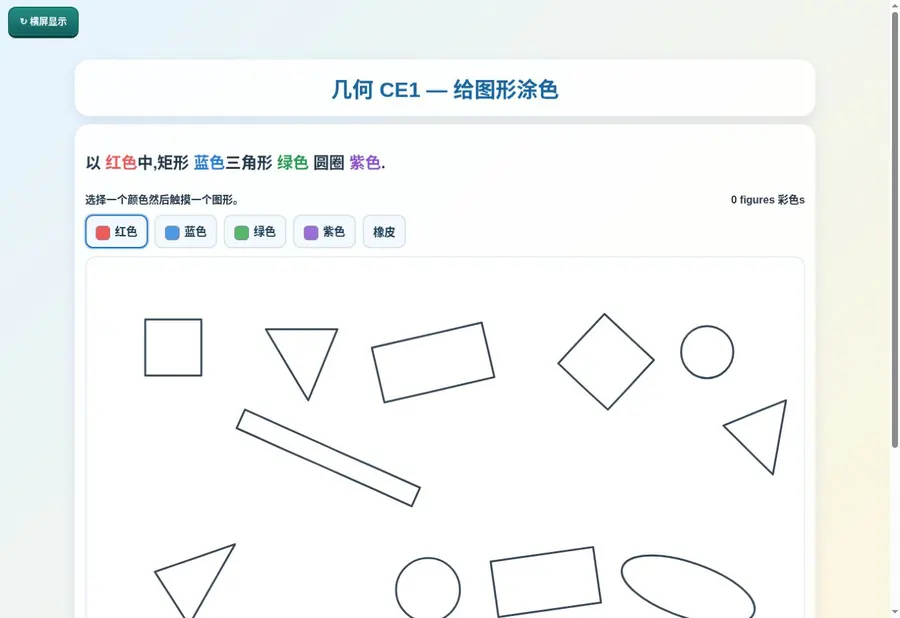 ↻ 横屏显示
几何 CE1 — 给图形涂色
以 红色中,矩形 蓝色三角形 绿色 圆圈 紫色.
选择一个颜色然后触摸一个图形。
0 figures 彩色s
红色 蓝色 绿色 紫色 橡皮